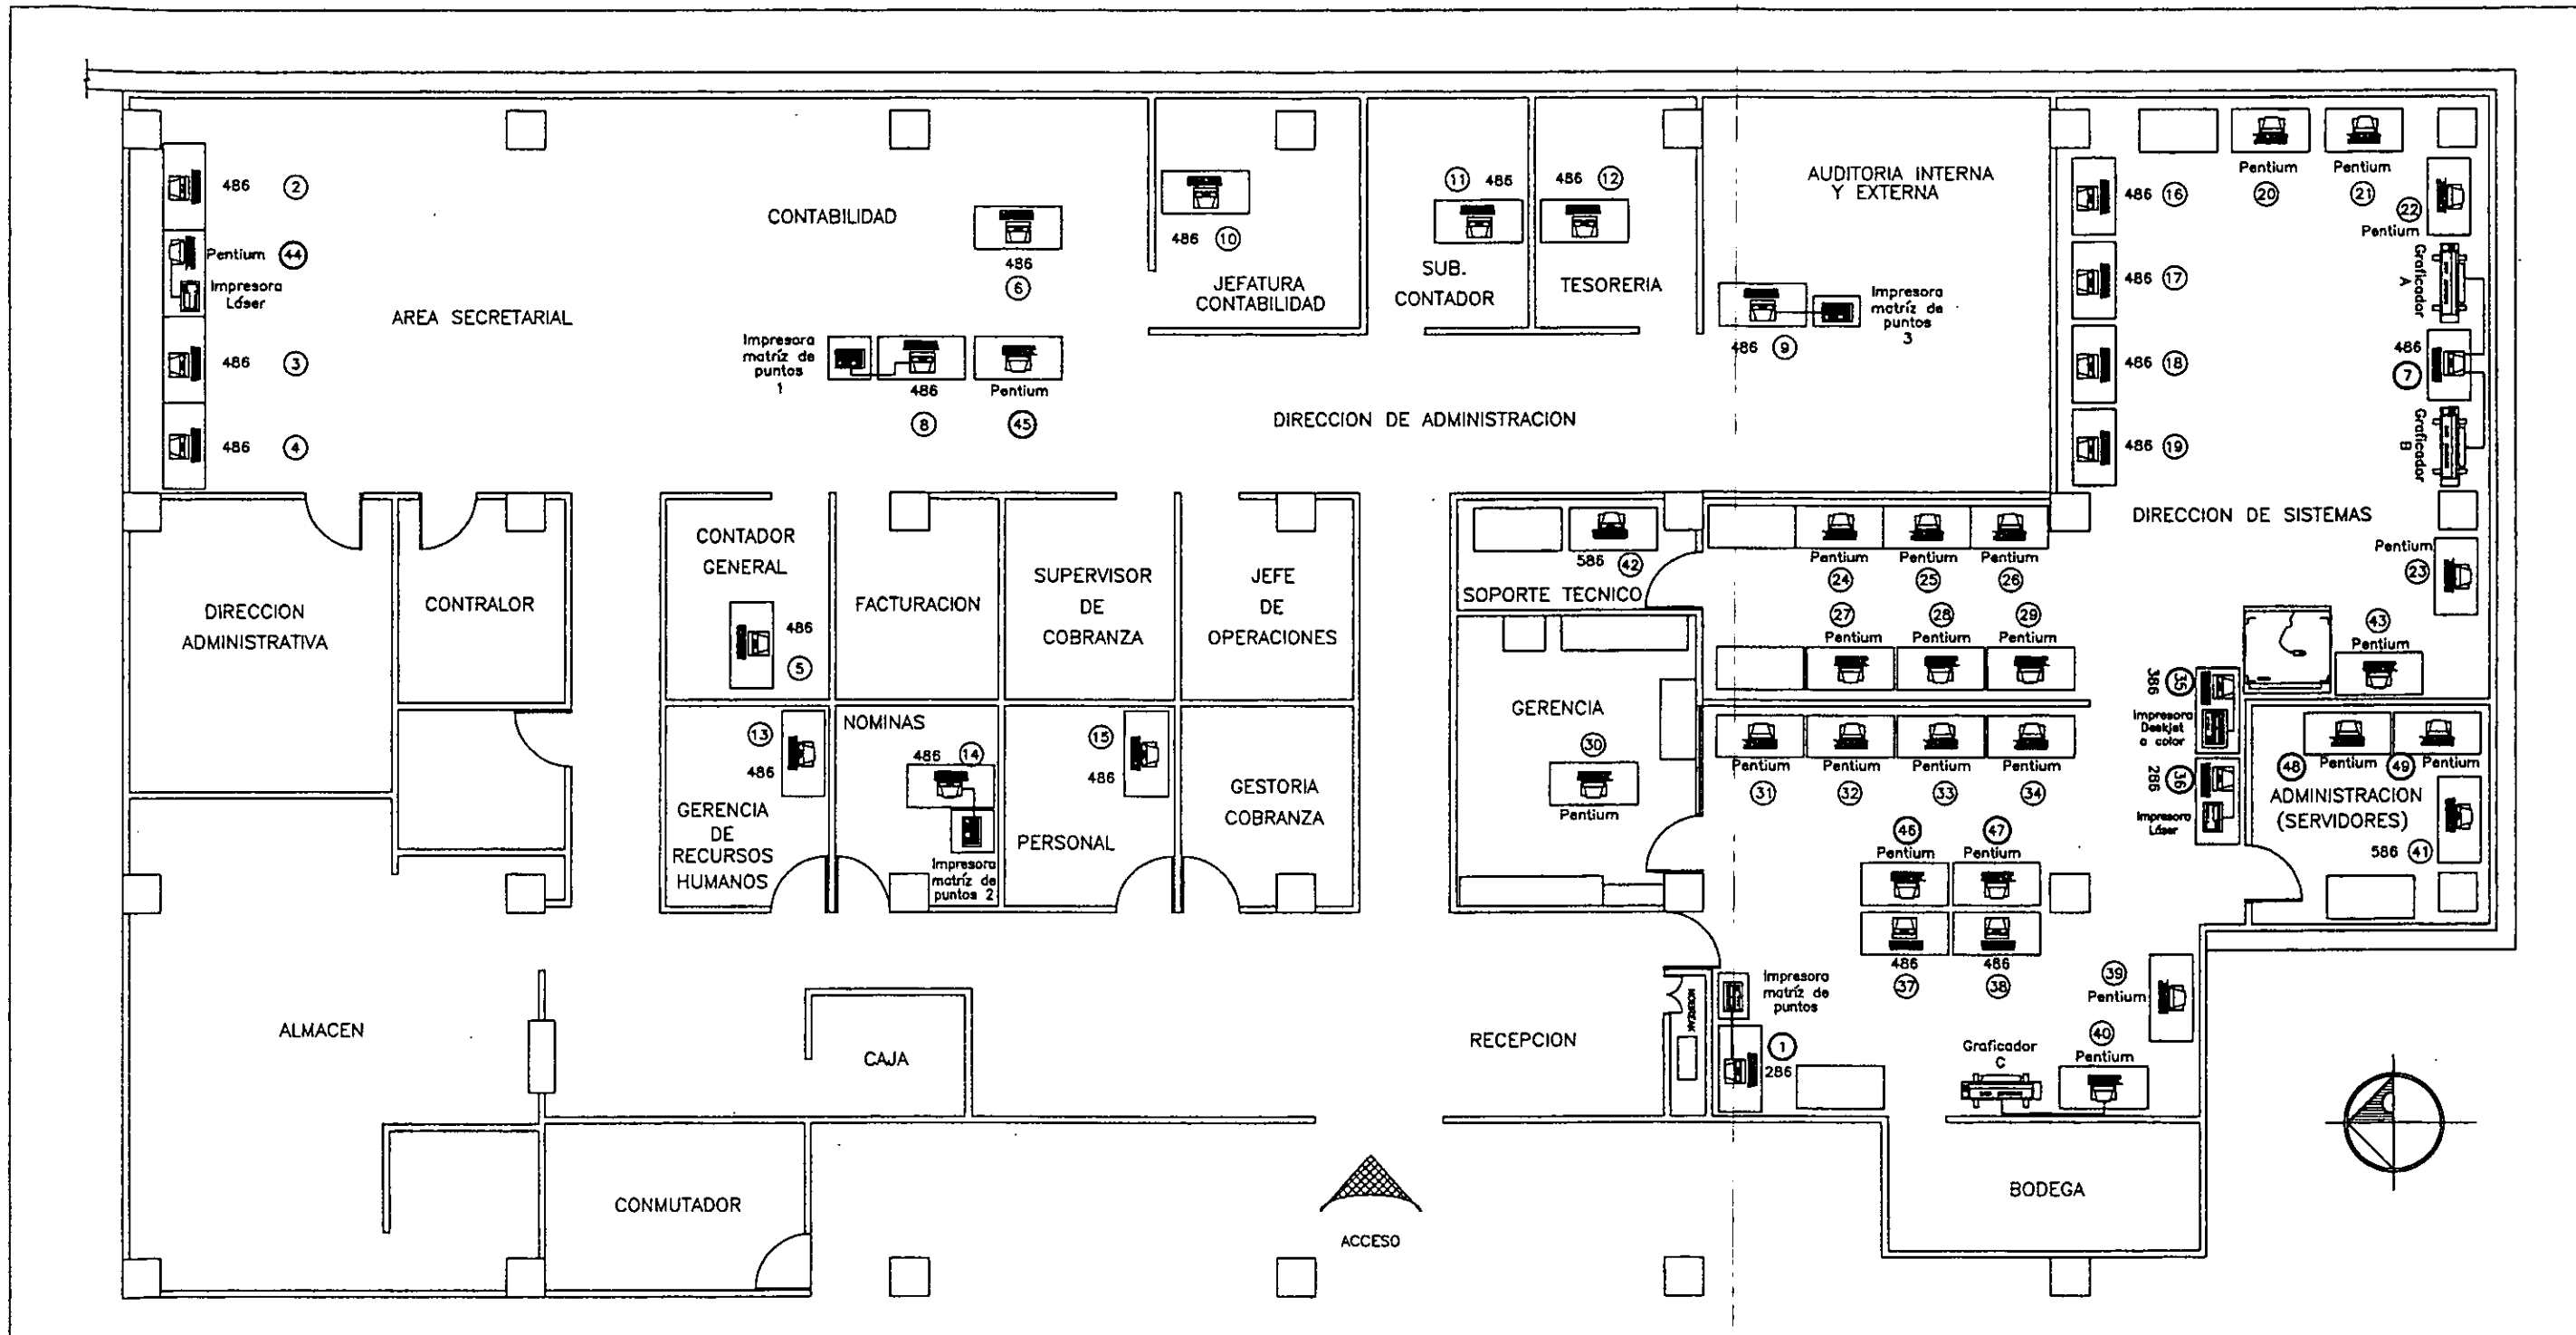 486 2
Pentium 44
Impresora
Láser
486 3
486 4
AREA SECRETARIAL
CONTABILIDAD
486
6
Impresora
matríz de
puntos
1
486
8
Pentium
45
486 10
JEFATURA
CONTABILIDAD
11 486
SUB.
CONTADOR
486 12
TESORERIA
AUDITORIA INTERNA
Y EXTERNA
486 9
Impresora
matríz de
puntos
3
DIRECCION DE ADMINISTRACION
486 16
486 17
486 18
486 19
Pentium
20
Pentium
21
22
Pentium
Graficador
A
486
7
Graficador
B
DIRECCION DE SISTEMAS
Pentium
23
43
Pentium
DIRECCION
ADMINISTRATIVA
CONTRALOR
CONTADOR
GENERAL
486
5
FACTURACION
SUPERVISOR
DE
COBRANZA
JEFE
DE
OPERACIONES
586 42
SOPORTE TECNICO
Pentium
24
Pentium
25
Pentium
26
27
Pentium
28
Pentium
29
Pentium
GERENCIA
30
Pentium
Pentium
31
Pentium
32
Pentium
33
Pentium
34
35
386
Impresora
Deskjet
a color
36
286
Impresora
Láser
48 Pentium
49 Pentium
ADMINISTRACION
(SERVIDORES)
586 41
13
486
GERENCIA
DE
RECURSOS
HUMANOS
NOMINAS
486 14
Impresora
matríz de
puntos 2
15
486
PERSONAL
GESTORIA
COBRANZA
46
Pentium
47
Pentium
486
37
486
38
39
Pentium
40
Pentium
Graficador
C
Impresora
matríz de
puntos
1
286
NOBREAK
RECEPCION
ALMACEN
CAJA
CONMUTADOR
ACCESO
BODEGA